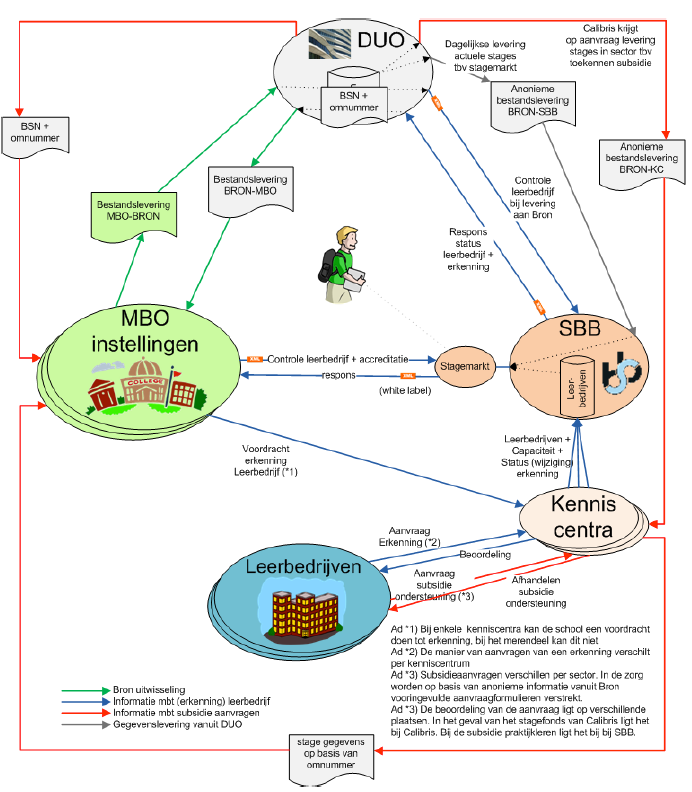 DUO
BSN +
omnummer
Dagelijkse levering
actuele stages
tbv stagemarkt
Calibris krijgt
op aanvraag levering
stages in sector tbv
toekennen subsidie
BSN +
omnummer
Anonieme
bestandslevering
BRON-SBB
Anonieme
bestandslevering
BRON-KC
Bestandslevering
MBO-BRON
Bestandslevering
BRON-MBO
Controle
leerbedrijf
bij levering
aan Bron
Respons
status
leerbedrijf +
erkenning
MBO
instellingen
COLLEGE
XML
Controle leerbedrijf + accreditatie
respons
(white label)
Stagemarkt
SBB
Leer-
bedrijven
Voordracht
erkenning
Leerbedrijf (*1)
Leerbedrijven +
Capaciteit +
Status (wijziging)
erkenning
Kennis
centra
Aanvraag
Erkenning (*2)
Beoordeling
Leerbedrijven
Aanvraag
subsidie
ondersteuning (*3)
Afhandelen
subsidie
ondersteuning
Ad *1) Bij enkele kenniscentra kan de school een voordracht
doen tot erkenning, bij het merendeel kan dit niet
Ad *2) De manier van aanvragen van een erkenning verschilt
per kenniscentrum
Ad *3) Subsidieaanvragen verschillen per sector. In de zorg
worden op basis van anonieme informatie vanuit Bron
vooringevulde aanvraagformulieren verstrekt.
Ad *3) De beoordeling van de aanvraag ligt op verschillende
plaatsen. In het geval van het stagefonds van Calibris ligt het
bij Calibris. Bij de subsidie praktijkleren ligt het bij bij SBB.
Bron uitwisseling
Informatie mbt (erkenning) leerbedrijf
Informatie mbt subsidie aanvragen
Gegevenslevering vanuit DUO
stage gegevens
op basis van
omnummer